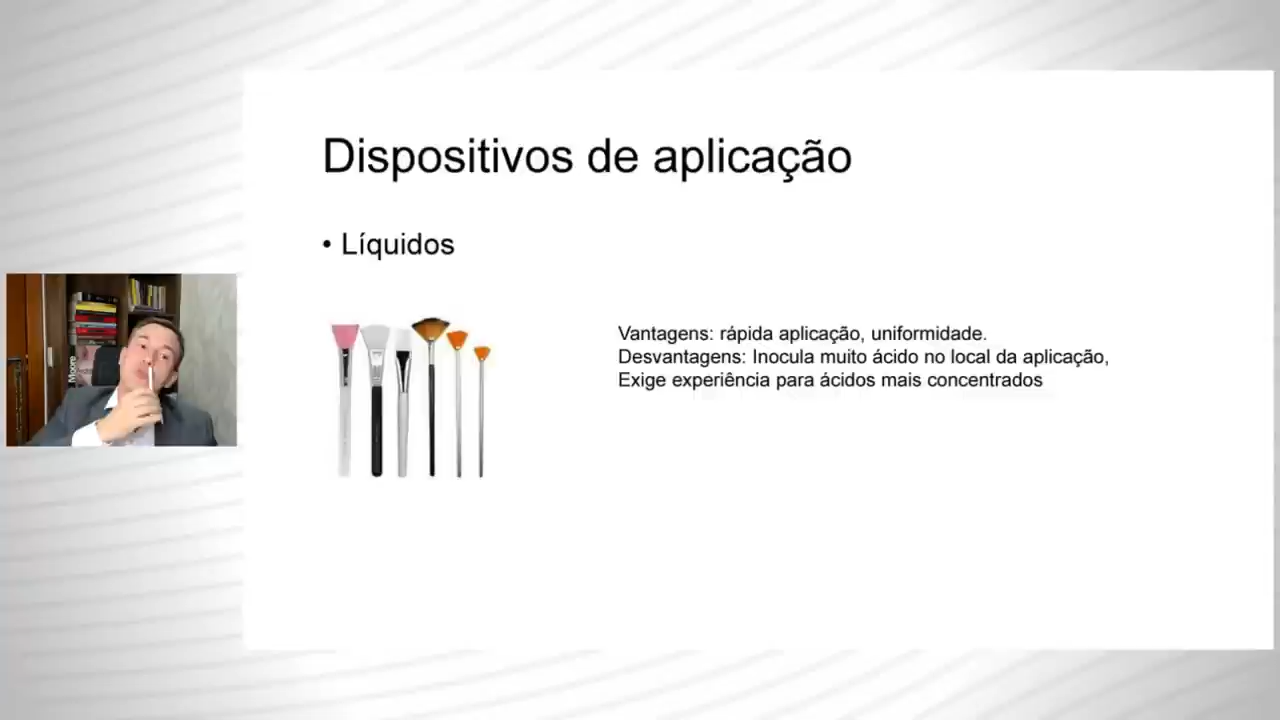 Dispositivos de aplicação
• Líquidos
Vantagens: rápida aplicação, uniformidade.
Desvantagens: Inocula muito ácido no local da aplicação,
Exige experiência para ácidos mais concentrados
Moore